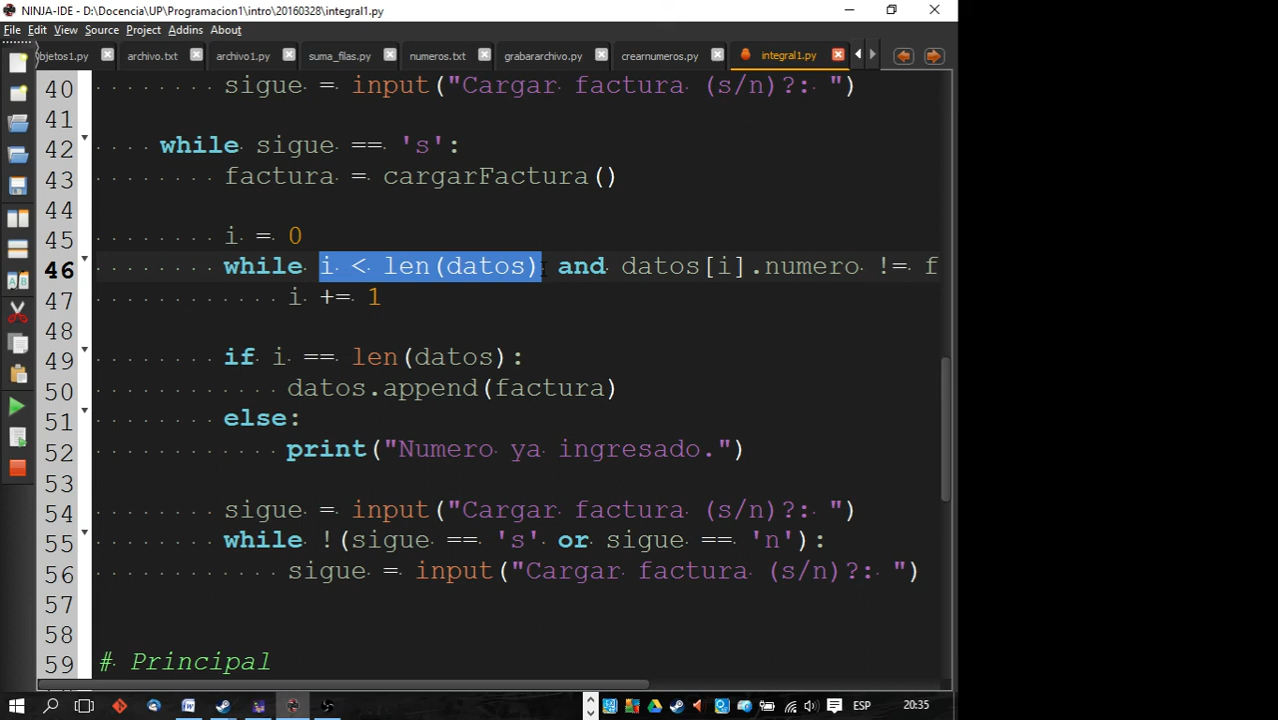 NINJA-IDE - D:\Docencia\UP\Programacion1\intro\20160328\integral1.py
File Edit View Source Project Addins About
bjetos1.py archivo.txt archivo1.py suma_filas.py numeros.txt grabararchivo.py crearnumeros.py integral1.py
40 sigue = input("Cargar factura (s/n)?: ")
41
42 while sigue == 's':
43 factura = cargarFactura()
44
45 i = 0
46 while i < len(datos) and datos[i].numero != f
47 i += 1
48
49 if i == len(datos):
50 datos.append(factura)
51 else:
52 print("Numero ya ingresado.")
53
54 sigue = input("Cargar factura (s/n)?: ")
55 while !(sigue == 's' or sigue == 'n'):
56 sigue = input("Cargar factura (s/n)?: ")
57
58
59 # Principal
ESP 20:35